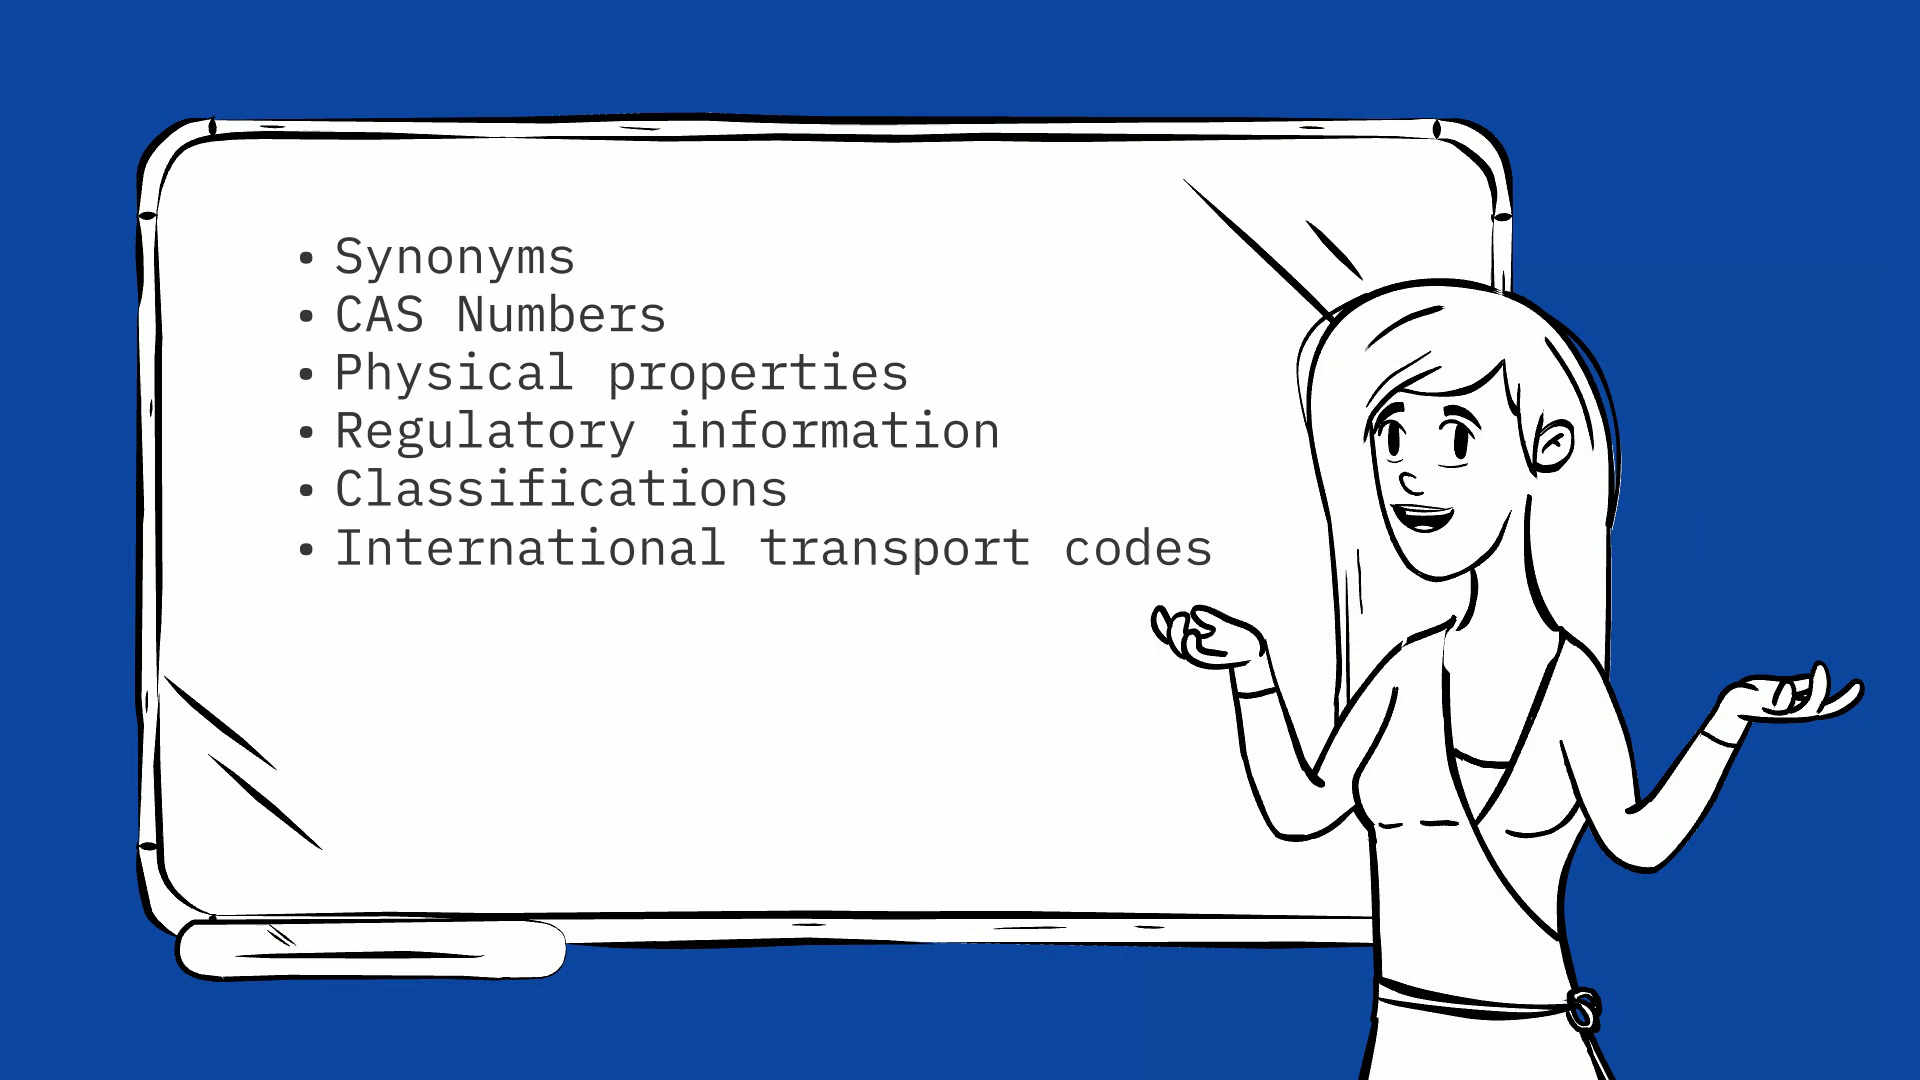 • Synonyms
• CAS Numbers
• Physical properties
• Regulatory information
• Classifications
• International transport codes